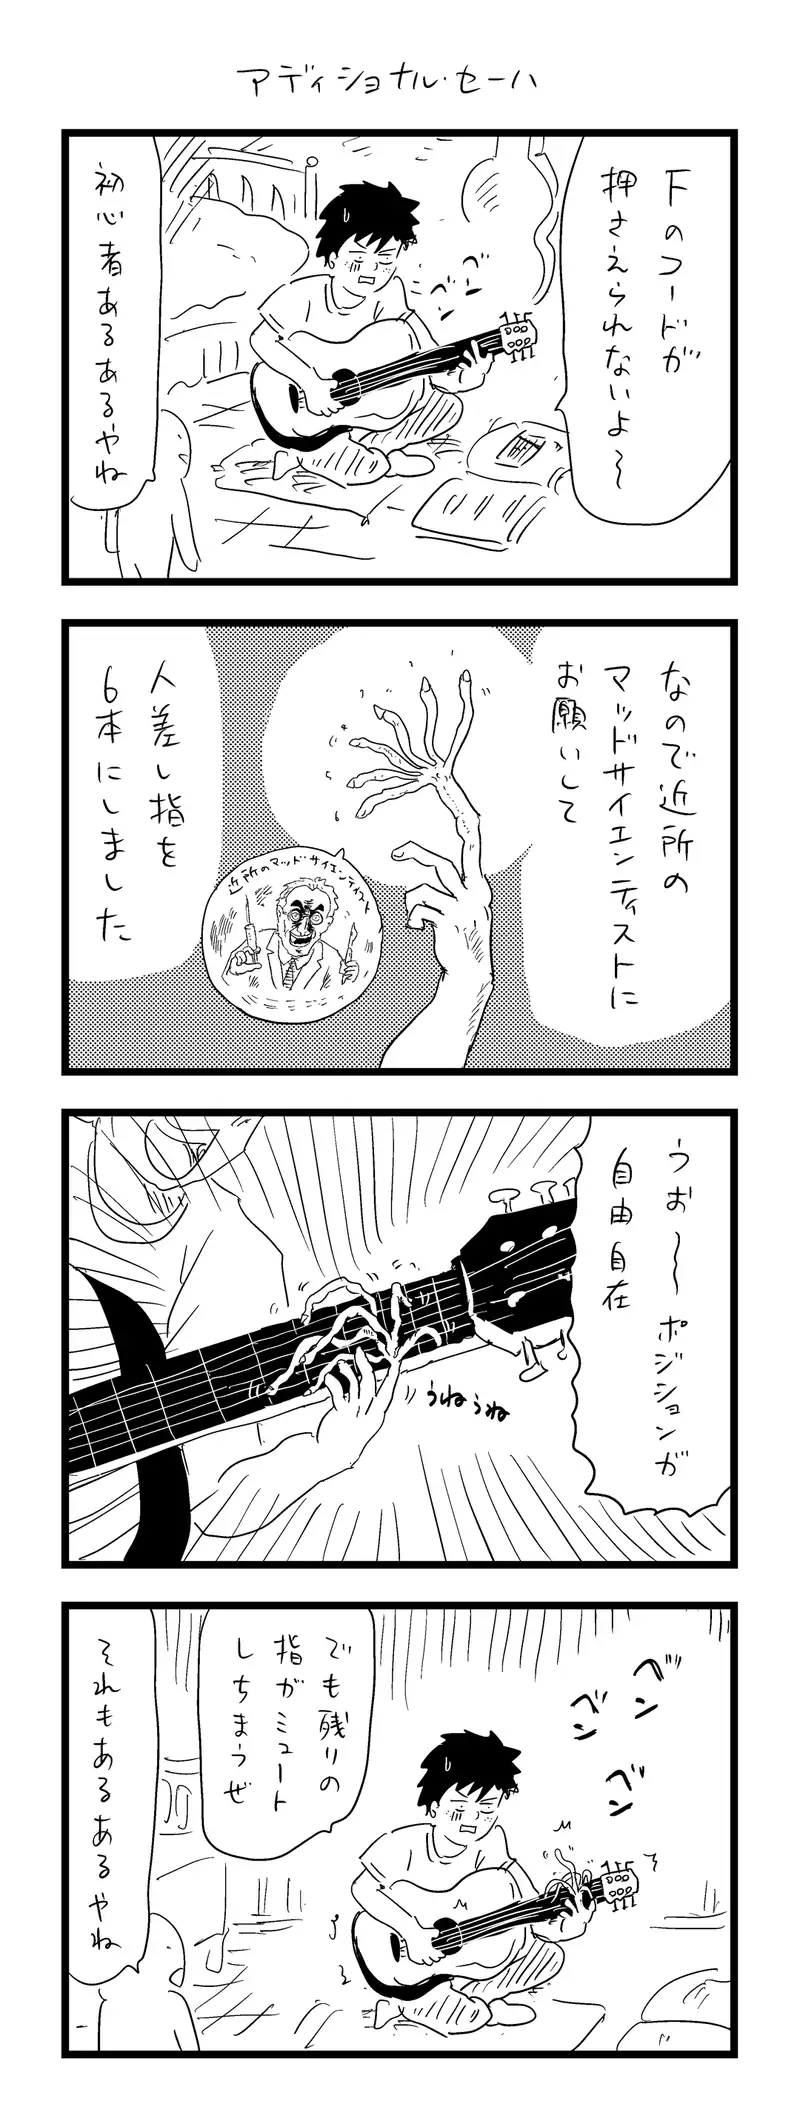 アディショナル・セーハ
下のコードが
押さえられないよ〜
初心者あるあるやね
ベン
ベン
なので近所の
マッドサイエンティストに
お願いして
人差し指を
6本にしました
近所のマッドサイエンティスト
うお〜〜ポジションが
自由自在
うねうね
ベン
ベン
ベン
でも残りの
指がミュート
しちまうぜ
それもあるあるやね